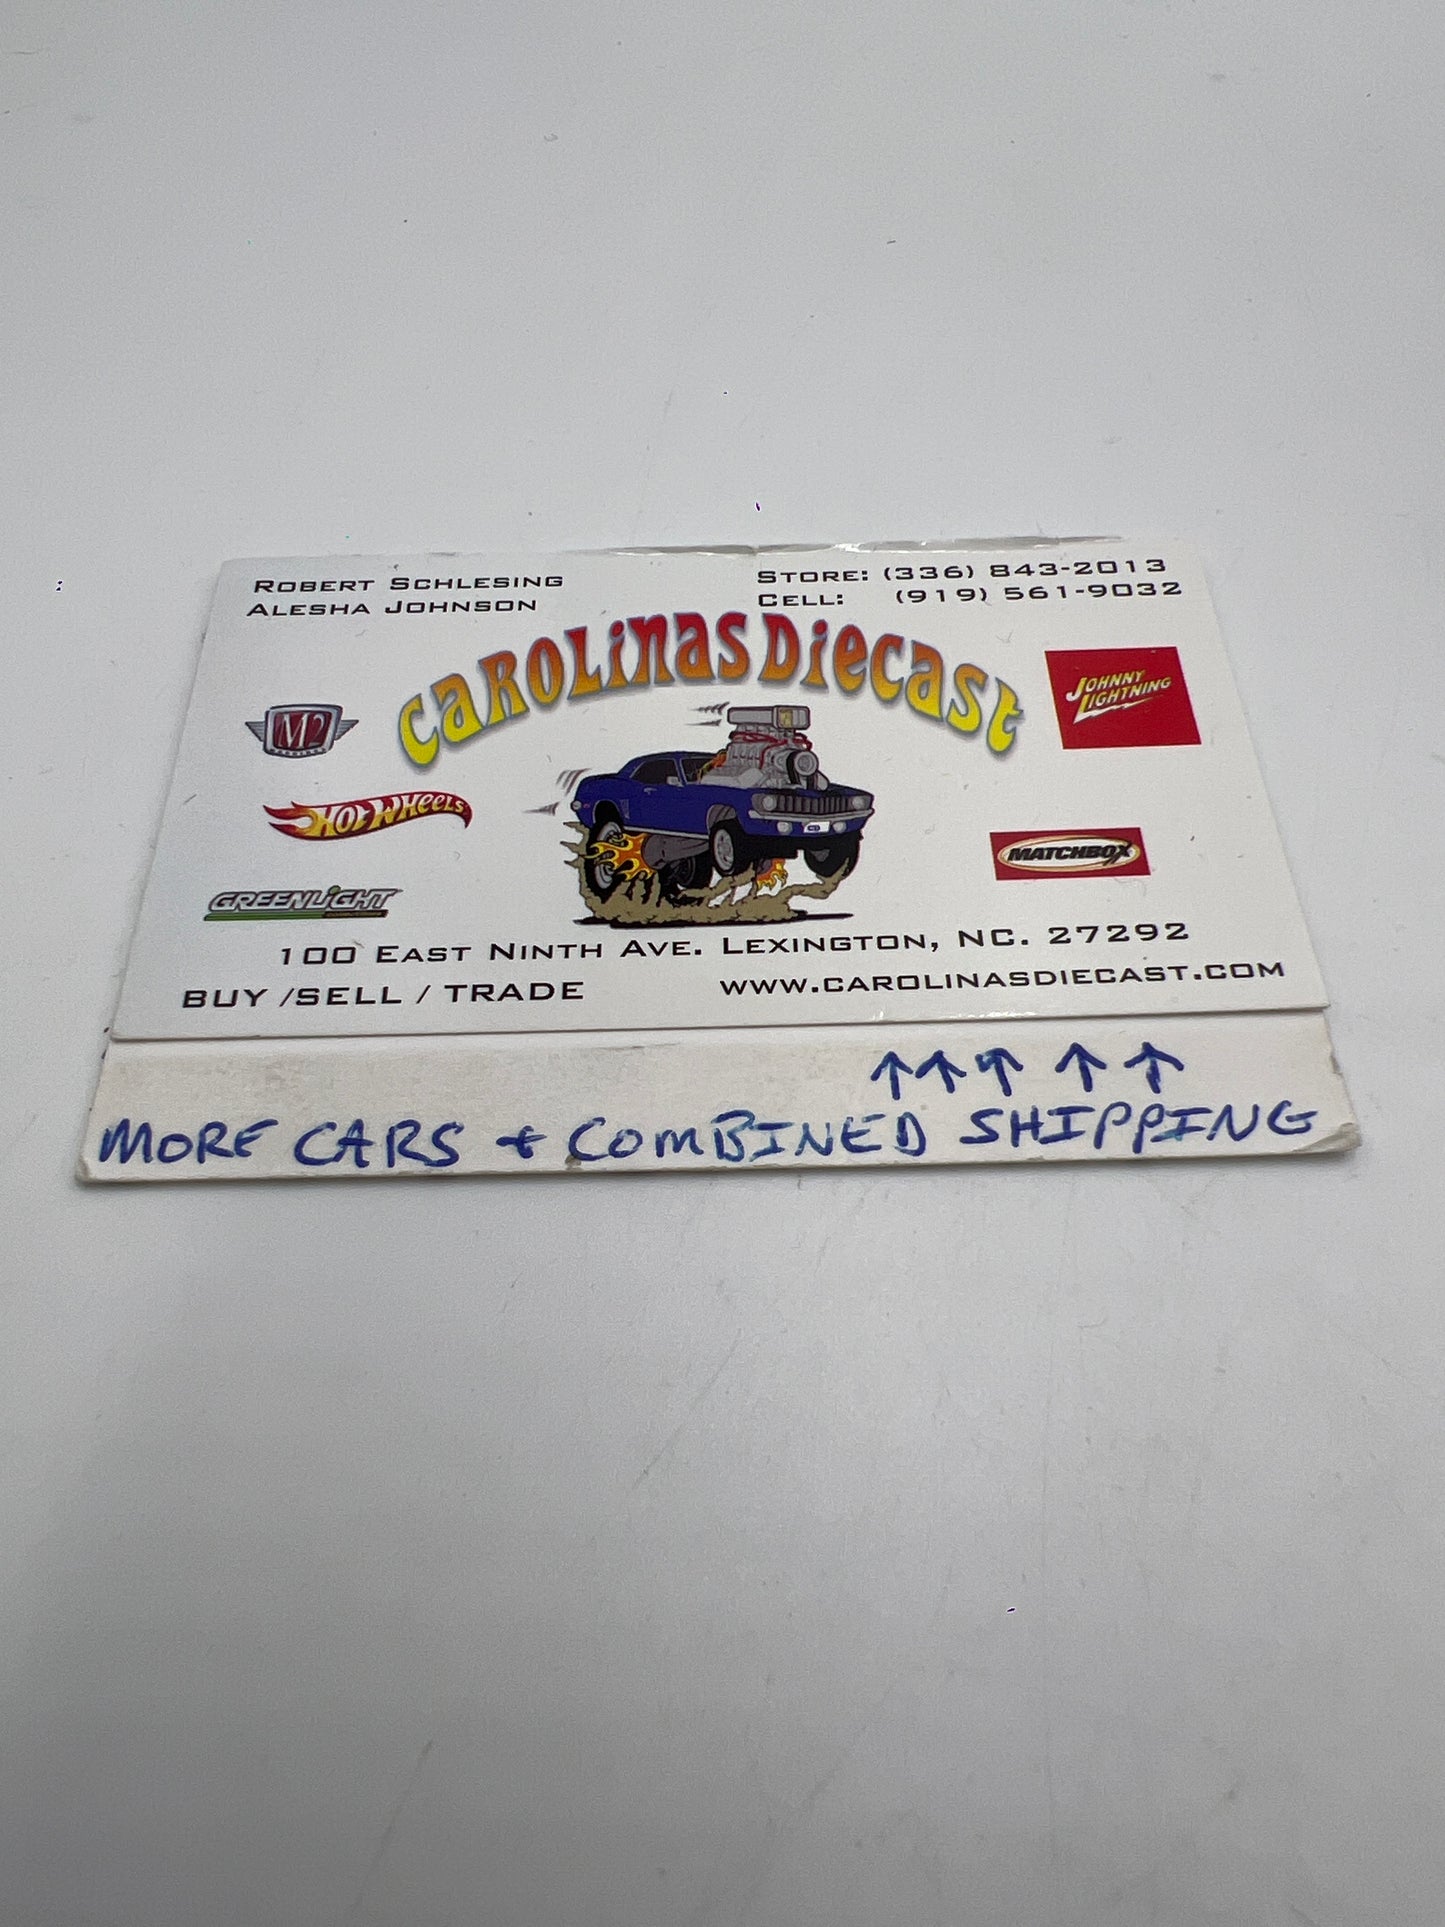 ROBERT SCHLESING
ALESHA JOHNSON
STORE: (336) 843-2013
CELL: (919) 561-9032
CAROLINAS DIECAST
M2
JOHNNY LIGHTNING
HOT WHEELS
MATCHBOX
GREENLIGHT
100 EAST NINTH AVE. LEXINGTON, NC. 27292
BUY /SELL / TRADE
WWW.CAROLINASDIECAST.COM
↑ ↑ ↑ ↑ ↑
MORE CARS + COMBINED SHIPPING